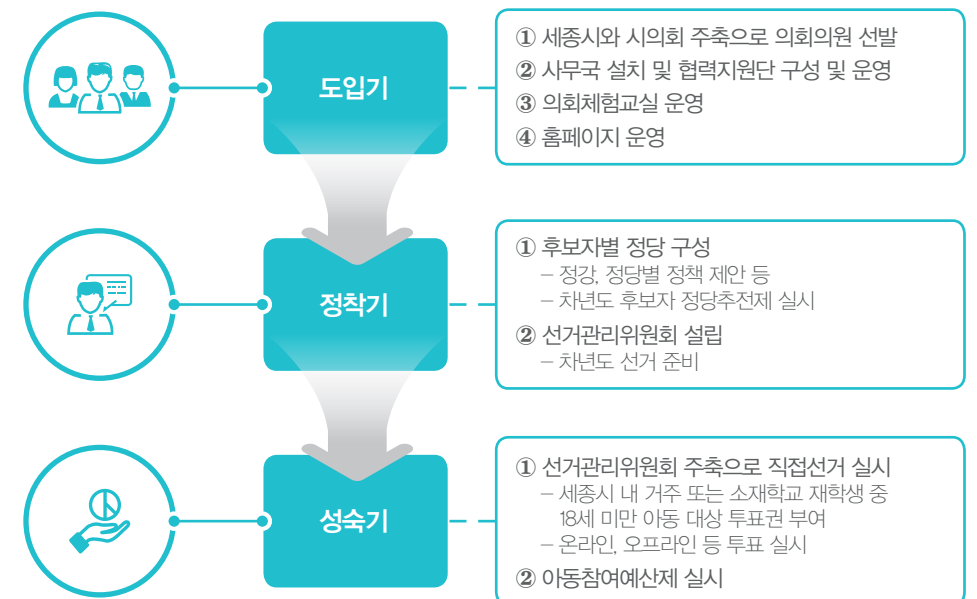 도입기
① 세종시와 시의회 주축으로 의회의원 선발
② 사무국 설치 및 협력지원단 구성 및 운영
③ 의회체험교실 운영
④ 홈페이지 운영
정착기
① 후보자별 정당 구성
– 정강, 정당별 정책 제안 등
– 차년도 후보자 정당추전제 실시
② 선거관리위원회 설립
– 차년도 선거 준비
성숙기
① 선거관리위원회 주축으로 직접선거 실시
– 세종시 내 거주 또는 소재학교 재학생 중
18세 미만 아동 대상 투표권 부여
– 온라인, 오프라인 등 투표 실시
② 아동참여예산제 실시